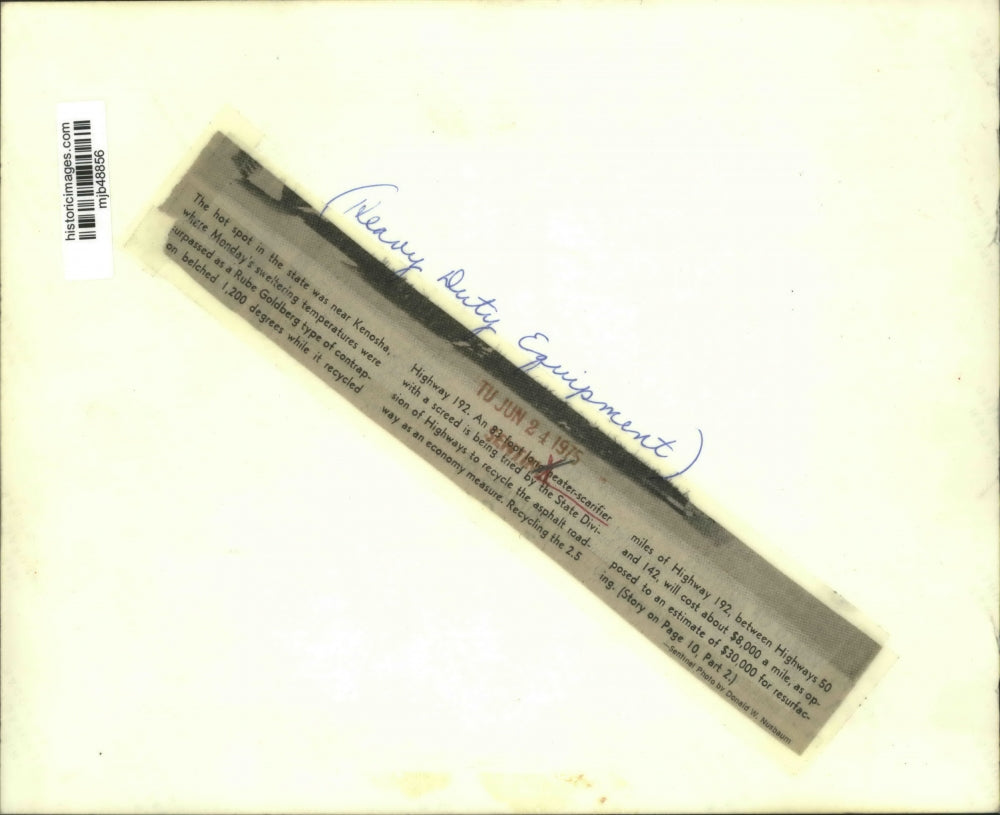 historicimages.com
mjb48856
(Heavy Duty Equipment)
The hot spot in the state was near Kenosha,
where Monday's sweltering temperatures were
surpassed as a Rube Goldberg type of contrap-
on belched 1,200 degrees while it recycled
Highway 192. An 83 foot long heater-scarifier
with a screed is being tried by the State Divi-
sion of Highways to recycle the asphalt road-
way as an economy measure. Recycling the 2.5
miles of Highway 192, between Highways 50
and 142, will cost about $8,000 a mile, as op-
posed to an estimate of $30,000 for resurfac-
ing. (Story on Page 10, Part 2.)
—Sentinel Photo by Donald W. Nusbaum
TU JUN 24 1975
SENTINEL